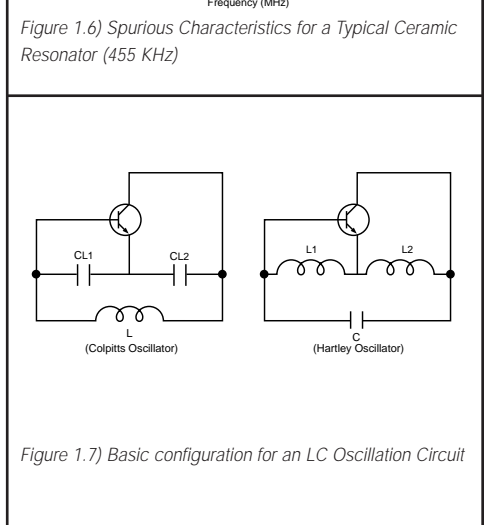 Frequency (MHz)
Figure 1.6) Spurious Characteristics for a Typical Ceramic
Resonator (455 KHz)
CL1 CL2
L
(Colpitts Oscillator)
L1 L2
C
(Hartley Oscillator)
Figure 1.7) Basic configuration for an LC Oscillation Circuit